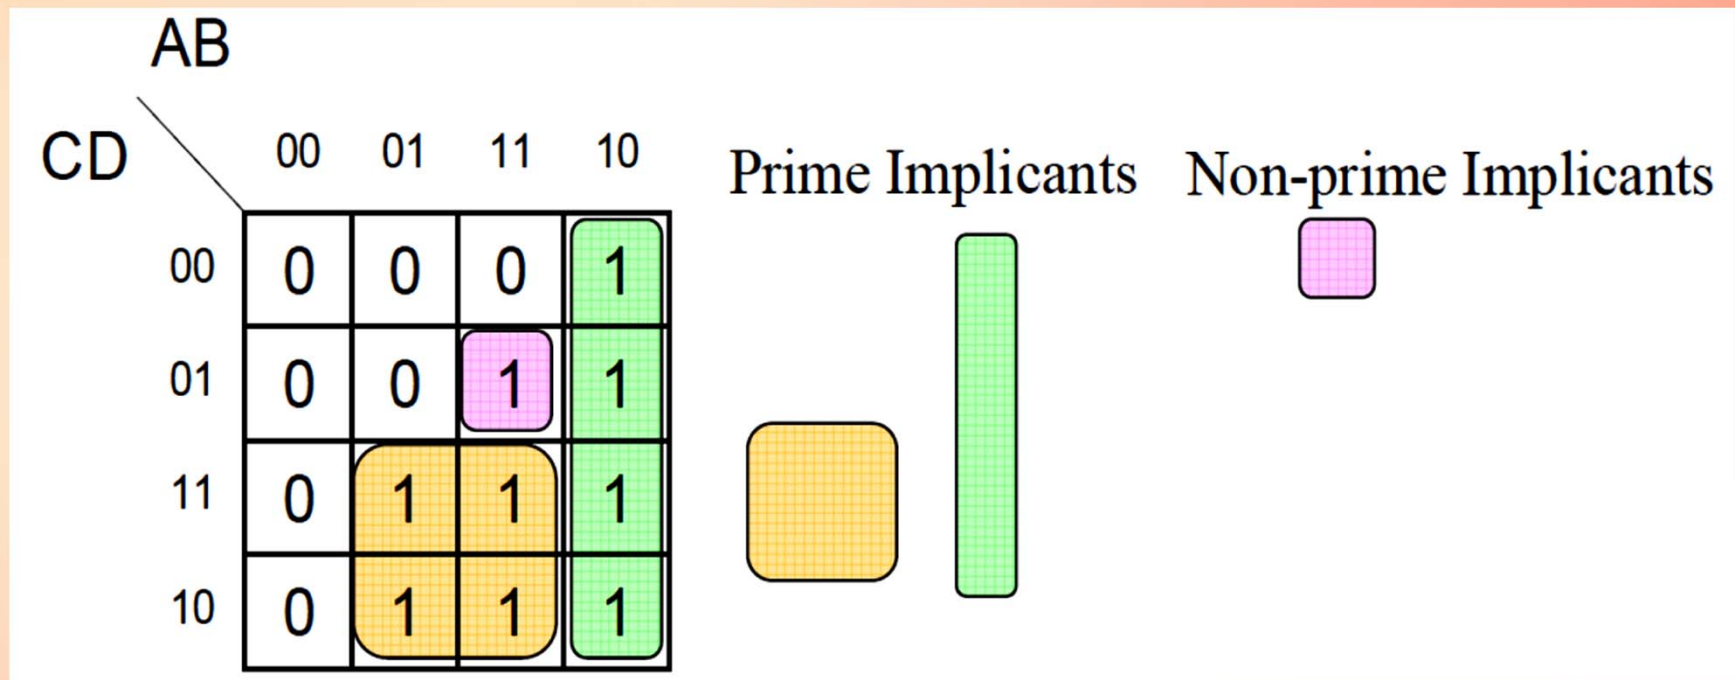 AB
CD
00 01 11 10
Prime Implicants
Non-prime Implicants
00 0 0 0 1
01 0 0 1 1
11 0 1 1 1
10 0 1 1 1